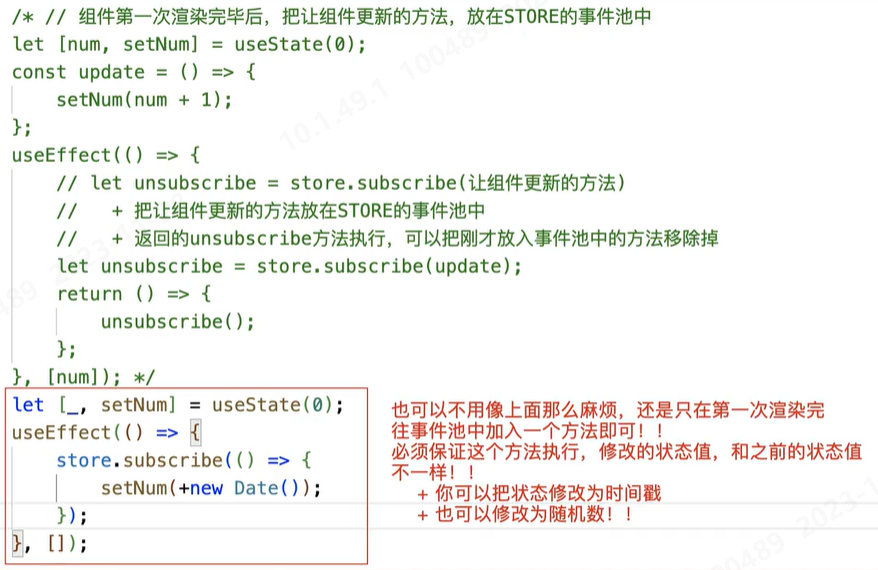 /* // 组件第一次渲染完毕后，把让组件更新的方法，放在STORE的事件池中
let [num, setNum] = useState(0);
const update = () => {
    setNum(num + 1);
};
useEffect(() => {
    // let unsubscribe = store.subscribe(让组件更新的方法)
    //   + 把让组件更新的方法放在STORE的事件池中
    //   + 返回的unsubscribe方法执行，可以把刚才放入事件池中的方法移除掉
    let unsubscribe = store.subscribe(update);
    return () => {
        unsubscribe();
    };
}, [num]); */
let [_, setNum] = useState(0);
useEffect(() => {
    store.subscribe(() => {
        setNum(+new Date());
    });
}, []);
也可以不用像上面那么麻烦，还是只在第一次渲染完
往事件池中加入一个方法即可！！
必须保证这个方法执行，修改的状态值，和之前的状态值
不一样！！
+ 你可以把状态修改为时间戳
+ 也可以修改为随机数！！
10.1.49.1 100489